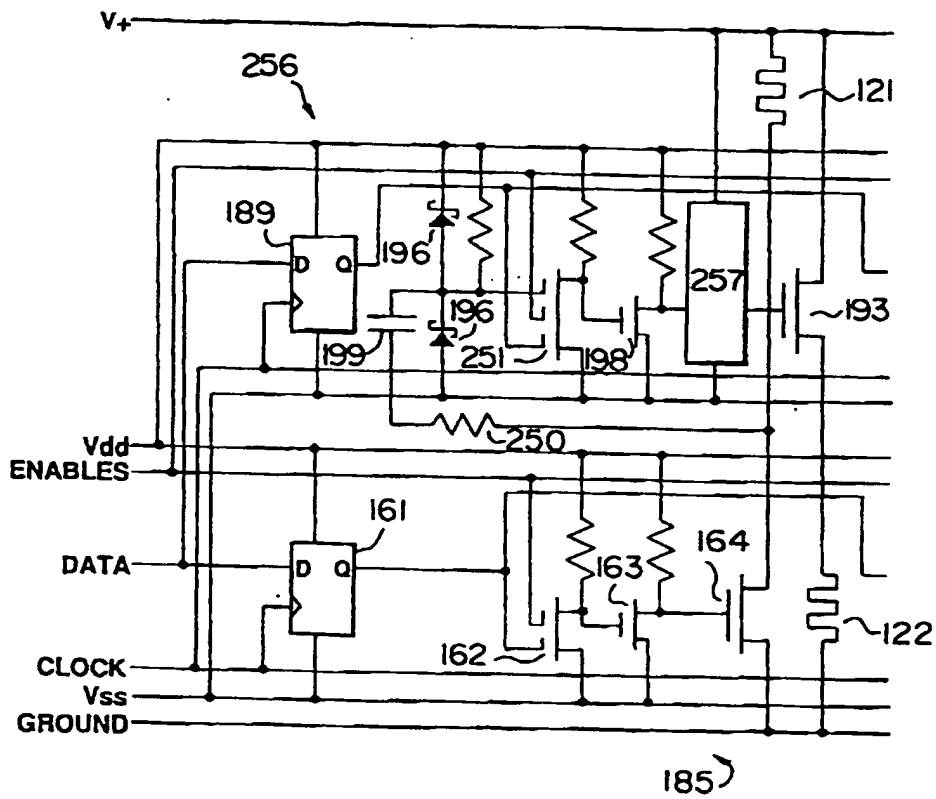 V+
256
121
189
D Q
196
257
196
193
199
251
198
250
Vdd
ENABLES
161
164
DATA
D Q
163
122
162
CLOCK
Vss
GROUND
185